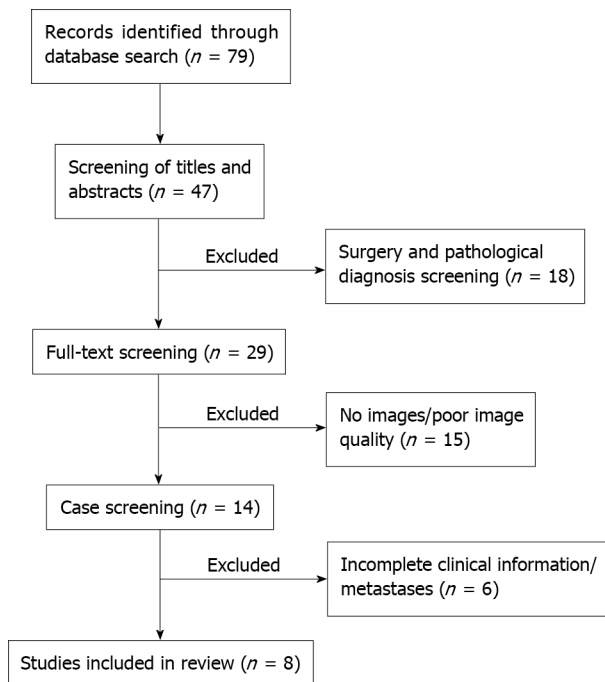 Records identified through
database search (n = 79)
Screening of titles and
abstracts (n = 47)
Excluded
Surgery and pathological
diagnosis screening (n = 18)
Full-text screening (n = 29)
Excluded
No images/poor image
quality (n = 15)
Case screening (n = 14)
Excluded
Incomplete clinical information/
metastases (n = 6)
Studies included in review (n = 8)